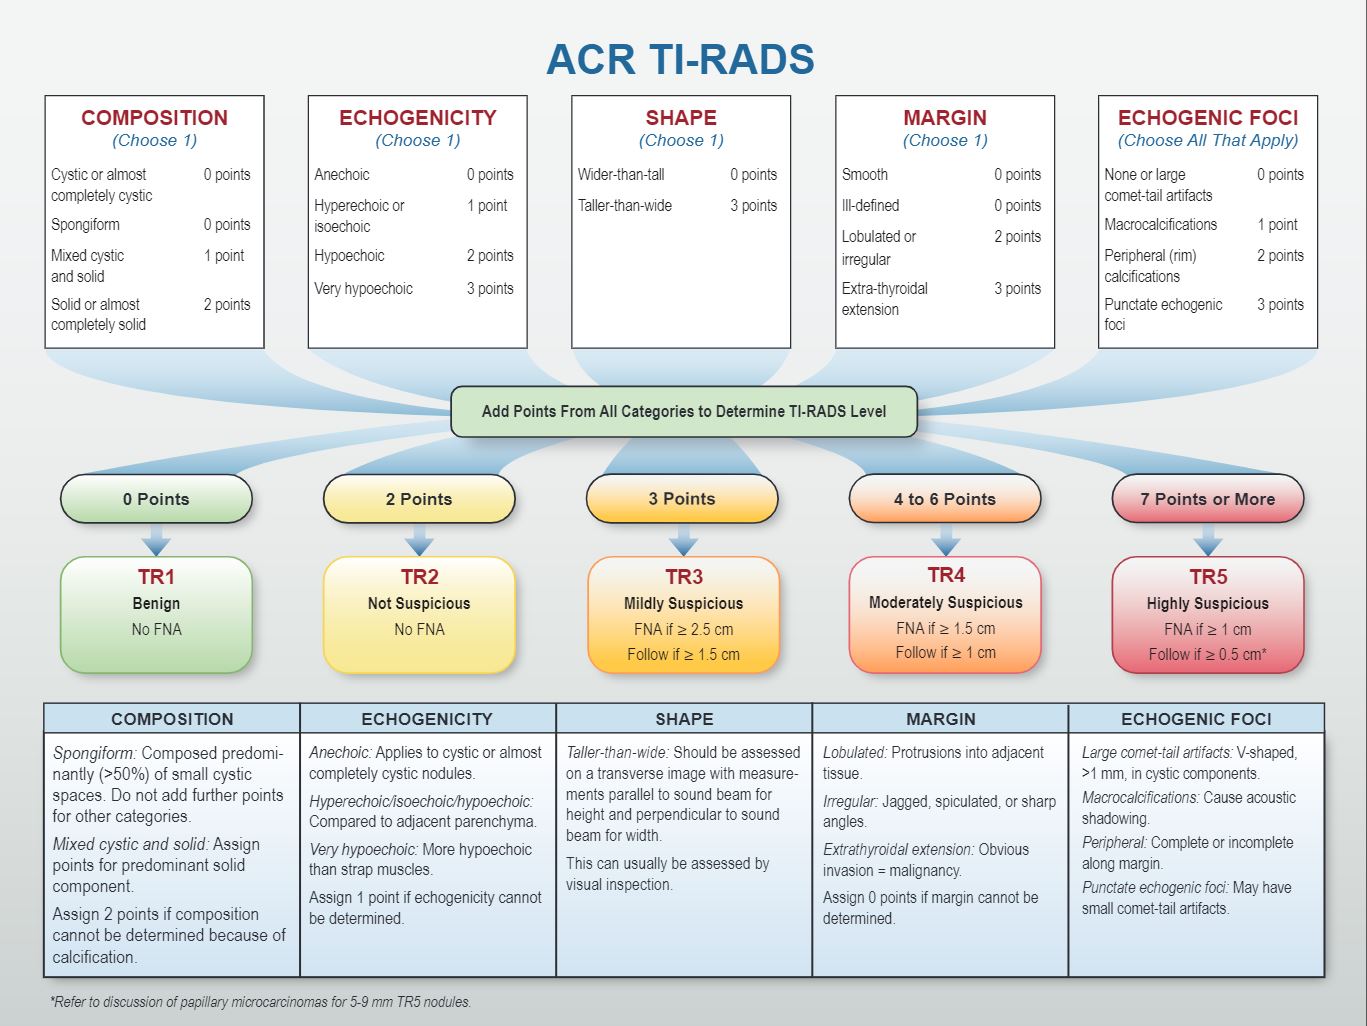 ACR TI-RADS
COMPOSITION
(Choose 1)
Cystic or almost 0 points
completely cystic
Spongiform 0 points
Mixed cystic 1 point
and solid
Solid or almost 2 points
completely solid
ECHOGENICITY
(Choose 1)
Anechoic 0 points
Hyperechoic or 1 point
isoechoic
Hypoechoic 2 points
Very hypoechoic 3 points
SHAPE
(Choose 1)
Wider-than-tall 0 points
Taller-than-wide 3 points
MARGIN
(Choose 1)
Smooth 0 points
Ill-defined 0 points
Lobulated or 2 points
irregular
Extra-thyroidal 3 points
extension
ECHOGENIC FOCI
(Choose All That Apply)
None or large 0 points
comet-tail artifacts
Macrocalcifications 1 point
Peripheral (rim) 2 points
calcifications
Punctate echogenic 3 points
foci
Add Points From All Categories to Determine TI-RADS Level
0 Points
2 Points
3 Points
4 to 6 Points
7 Points or More
TR1
Benign
No FNA
TR2
Not Suspicious
No FNA
TR3
Mildly Suspicious
FNA if ≥ 2.5 cm
Follow if ≥ 1.5 cm
TR4
Moderately Suspicious
FNA if ≥ 1.5 cm
Follow if ≥ 1 cm
TR5
Highly Suspicious
FNA if ≥ 1 cm
Follow if ≥ 0.5 cm*
COMPOSITION
Spongiform: Composed predomi-
nantly (>50%) of small cystic
spaces. Do not add further points
for other categories.
Mixed cystic and solid: Assign
points for predominant solid
component.
Assign 2 points if composition
cannot be determined because of
calcification.
ECHOGENICITY
Anechoic: Applies to cystic or almost
completely cystic nodules.
Hyperechoic/isoechoic/hypoechoic:
Compared to adjacent parenchyma.
Very hypoechoic: More hypoechoic
than strap muscles.
Assign 1 point if echogenicity cannot
be determined.
SHAPE
Taller-than-wide: Should be assessed
on a transverse image with measure-
ments parallel to sound beam for
height and perpendicular to sound
beam for width.
This can usually be assessed by
visual inspection.
MARGIN
Lobulated: Protrusions into adjacent
tissue.
Irregular: Jagged, spiculated, or sharp
angles.
Extrathyroidal extension: Obvious
invasion = malignancy.
Assign 0 points if margin cannot be
determined.
ECHOGENIC FOCI
Large comet-tail artifacts: V-shaped,
>1 mm, in cystic components.
Macrocalcifications: Cause acoustic
shadowing.
Peripheral: Complete or incomplete
along margin.
Punctate echogenic foci: May have
small comet-tail artifacts.
*Refer to discussion of papillary microcarcinomas for 5-9 mm TR5 nodules.